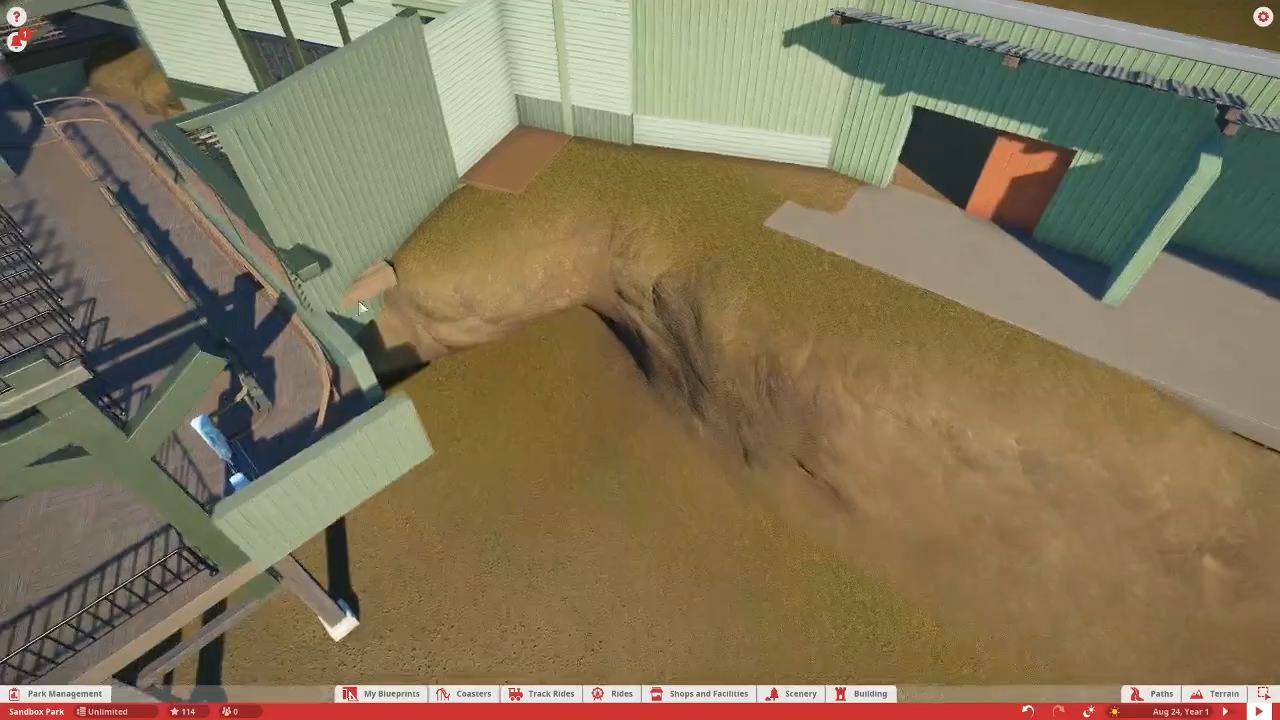 ?
1
Park Management
My Blueprints
Coasters
Track Rides
Rides
Shops and Facilities
Scenery
Building
Paths
Terrain
Sandbox Park
Unlimited
114
0
Aug 24, Year 1